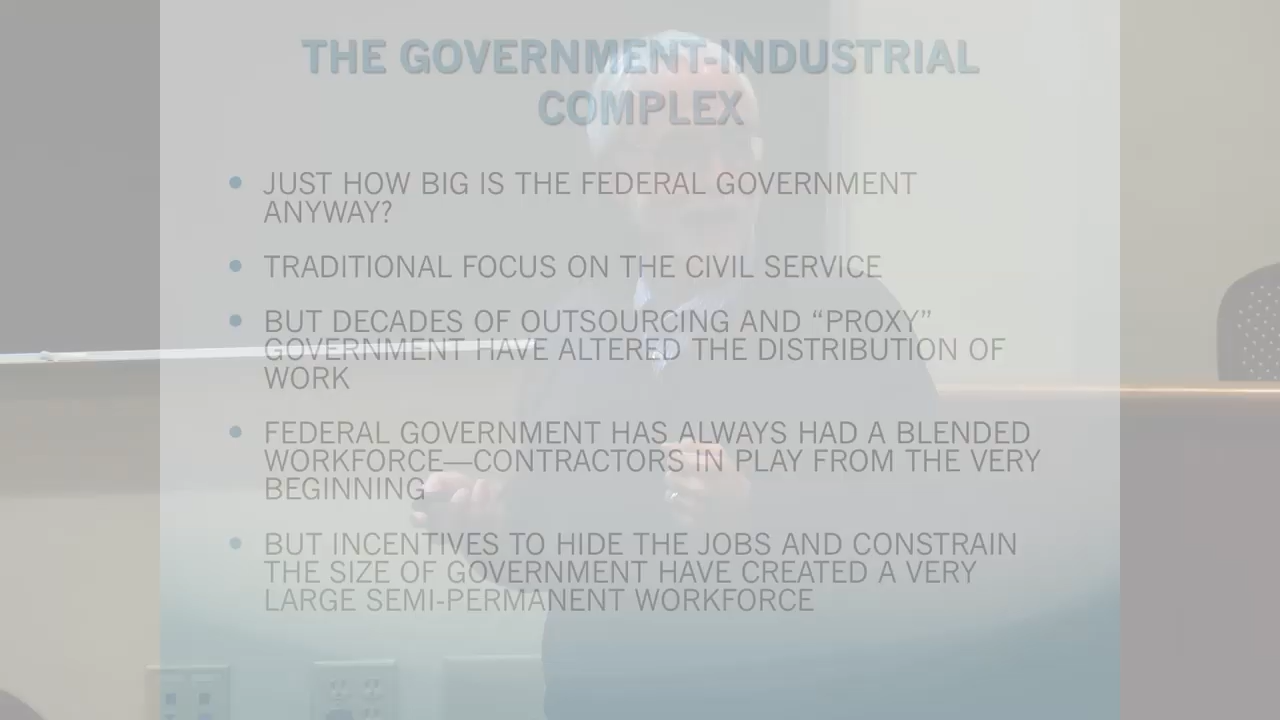 THE GOVERNMENT-INDUSTRIAL
COMPLEX
JUST HOW BIG IS THE FEDERAL GOVERNMENT
ANYWAY?
TRADITIONAL FOCUS ON THE CIVIL SERVICE
BUT DECADES OF OUTSOURCING AND “PROXY”
GOVERNMENT HAVE ALTERED THE DISTRIBUTION OF
WORK
FEDERAL GOVERNMENT HAS ALWAYS HAD A BLENDED
WORKFORCE—CONTRACTORS IN PLAY FROM THE VERY
BEGINNING
BUT INCENTIVES TO HIDE THE JOBS AND CONSTRAIN
THE SIZE OF GOVERNMENT HAVE CREATED A VERY
LARGE SEMI-PERMANENT WORKFORCE